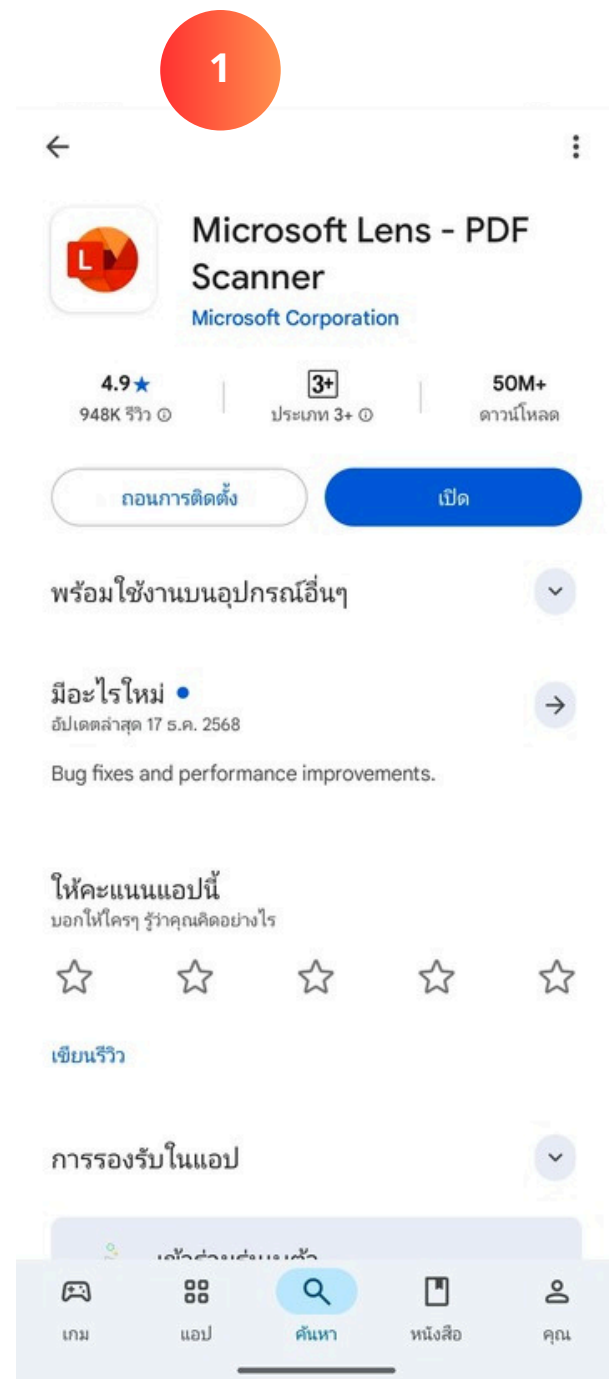 1
Microsoft Lens - PDF
Scanner
Microsoft Corporation
4.9★
948K รีวิว
3+
ประเภท 3+
50M+
ดาวน์โหลด
ถอนการติดตั้ง
เปิด
พร้อมใช้งานบนอุปกรณ์อื่นๆ
มีอะไรใหม่
อัปเดตล่าสุด 17 ธ.ค. 2568
Bug fixes and performance improvements.
ให้คะแนนแอปนี้
บอกให้ใครๆ รู้ว่าคุณคิดอย่างไร
เขียนรีวิว
การรองรับในแอป
เกม
แอป
ค้นหา
หนังสือ
คุณ